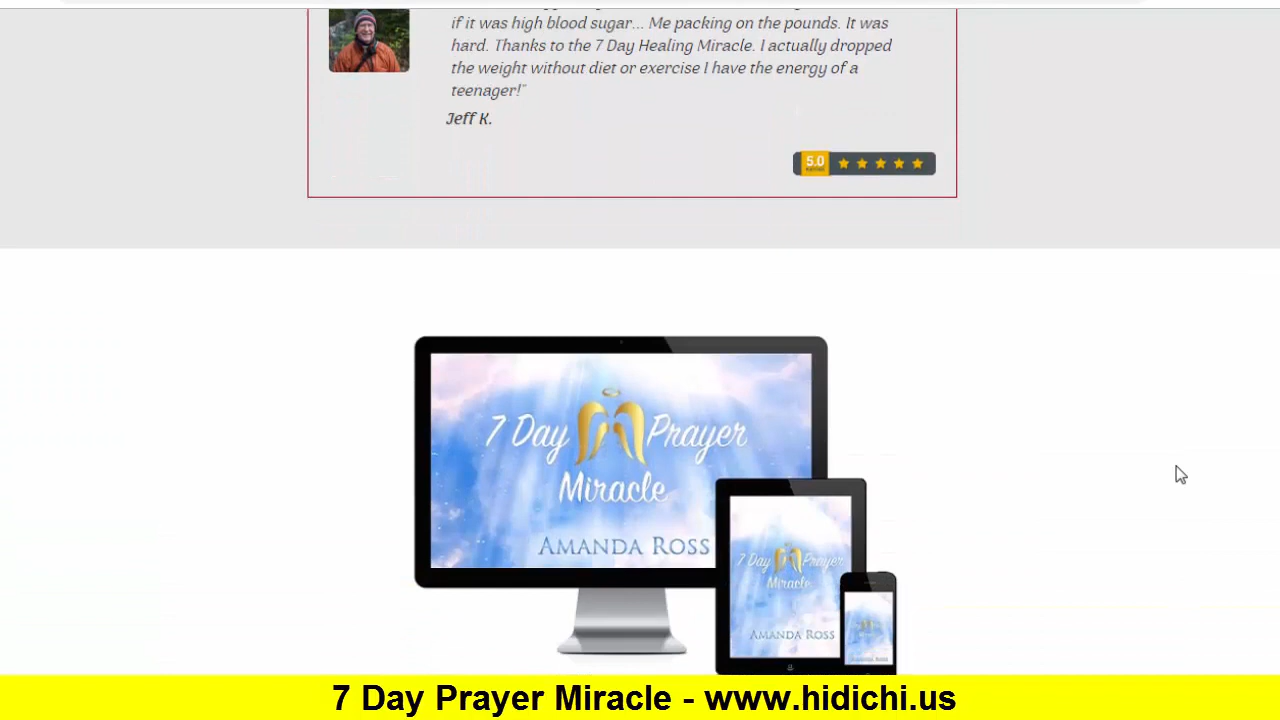 if it was high blood sugar... Me packing on the pounds. It was
hard. Thanks to the 7 Day Healing Miracle. I actually dropped
the weight without diet or exercise I have the energy of a
teenager!"
Jeff K.
5.0
7 Day Prayer
Miracle
AMANDA ROSS
7 Day Prayer
Miracle
AMANDA ROSS
7 Day Prayer Miracle - www.hidichi.us